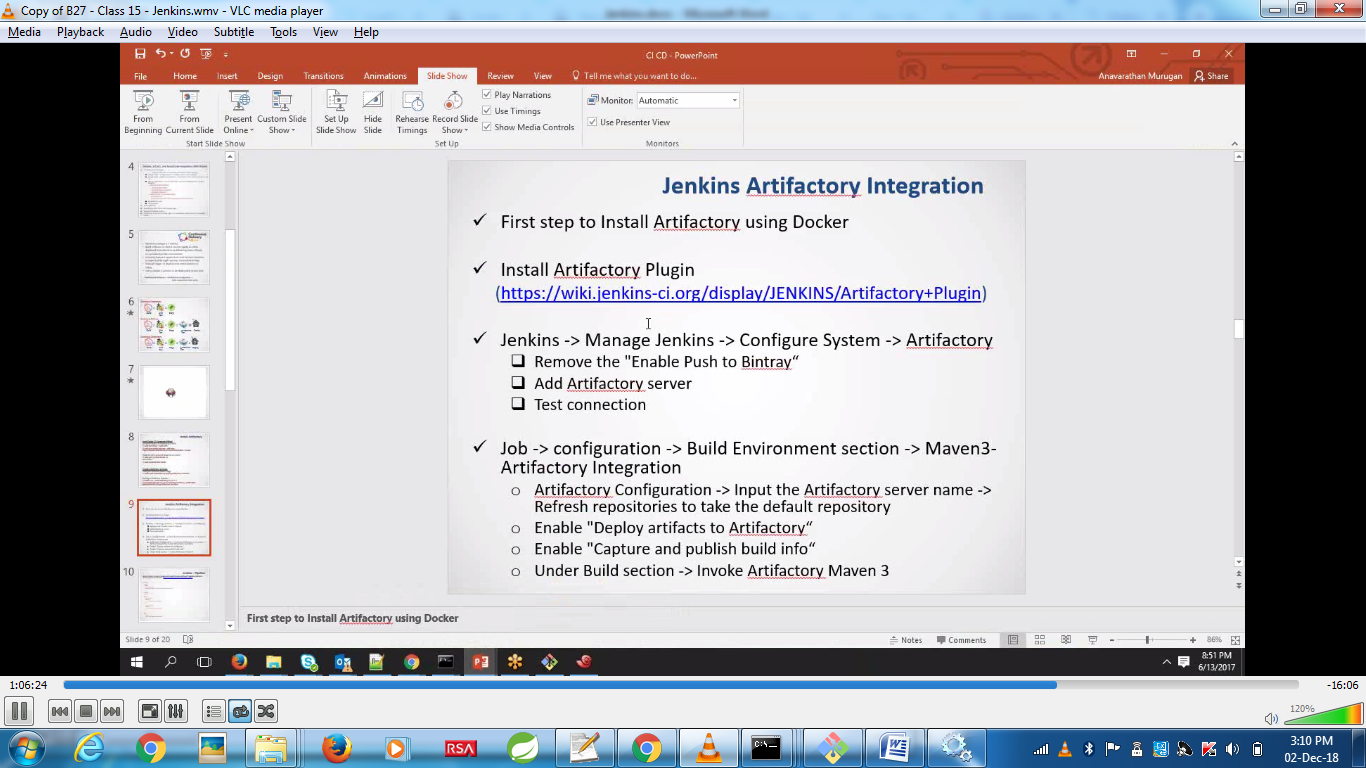 Copy of B27 - Class 15 - Jenkins.wmv - VLC media player
Media Playback Audio Video Subtitle Tools View Help
CI CD - PowerPoint
File Home Insert Design Transitions Animations Slide Show Review View Tell me what you want to do...
Anavarathan Murugan Share
From Beginning
From Current Slide
Present Online
Custom Slide Show
Start Slide Show
Set Up Slide Show
Hide Slide
Rehearse Timings
Record Slide Show
Play Narrations
Use Timings
Show Media Controls
Set Up
Monitor: Automatic
Use Presenter View
Monitors
4
5
6
7
8
9
10
Jenkins Artifactory Integration
✓ First step to Install Artifactory using Docker
✓ Install Artifactory Plugin
(https://wiki.jenkins-ci.org/display/JENKINS/Artifactory+Plugin)
✓ Jenkins -> Manage Jenkins -> Configure System -> Artifactory
❑ Remove the "Enable Push to Bintray“
❑ Add Artifactory server
❑ Test connection
✓ Job -> configuration -> Build Environment section -> Maven3-
Artifactory integration
o Artifactory Configuration -> Input the Artifactory server name ->
Refresh repositories to take the default repository
o Enable "Deploy artifacts to Artifactory“
o Enable "Capture and publish build info“
o Under Build section -> Invoke Artifactory Maven 3
First step to Install Artifactory using Docker
Slide 9 of 20
Notes Comments 86%
8:51 PM
6/13/2017
1:06:24 -16:06
120%
RSA
3:10 PM
02-Dec-18